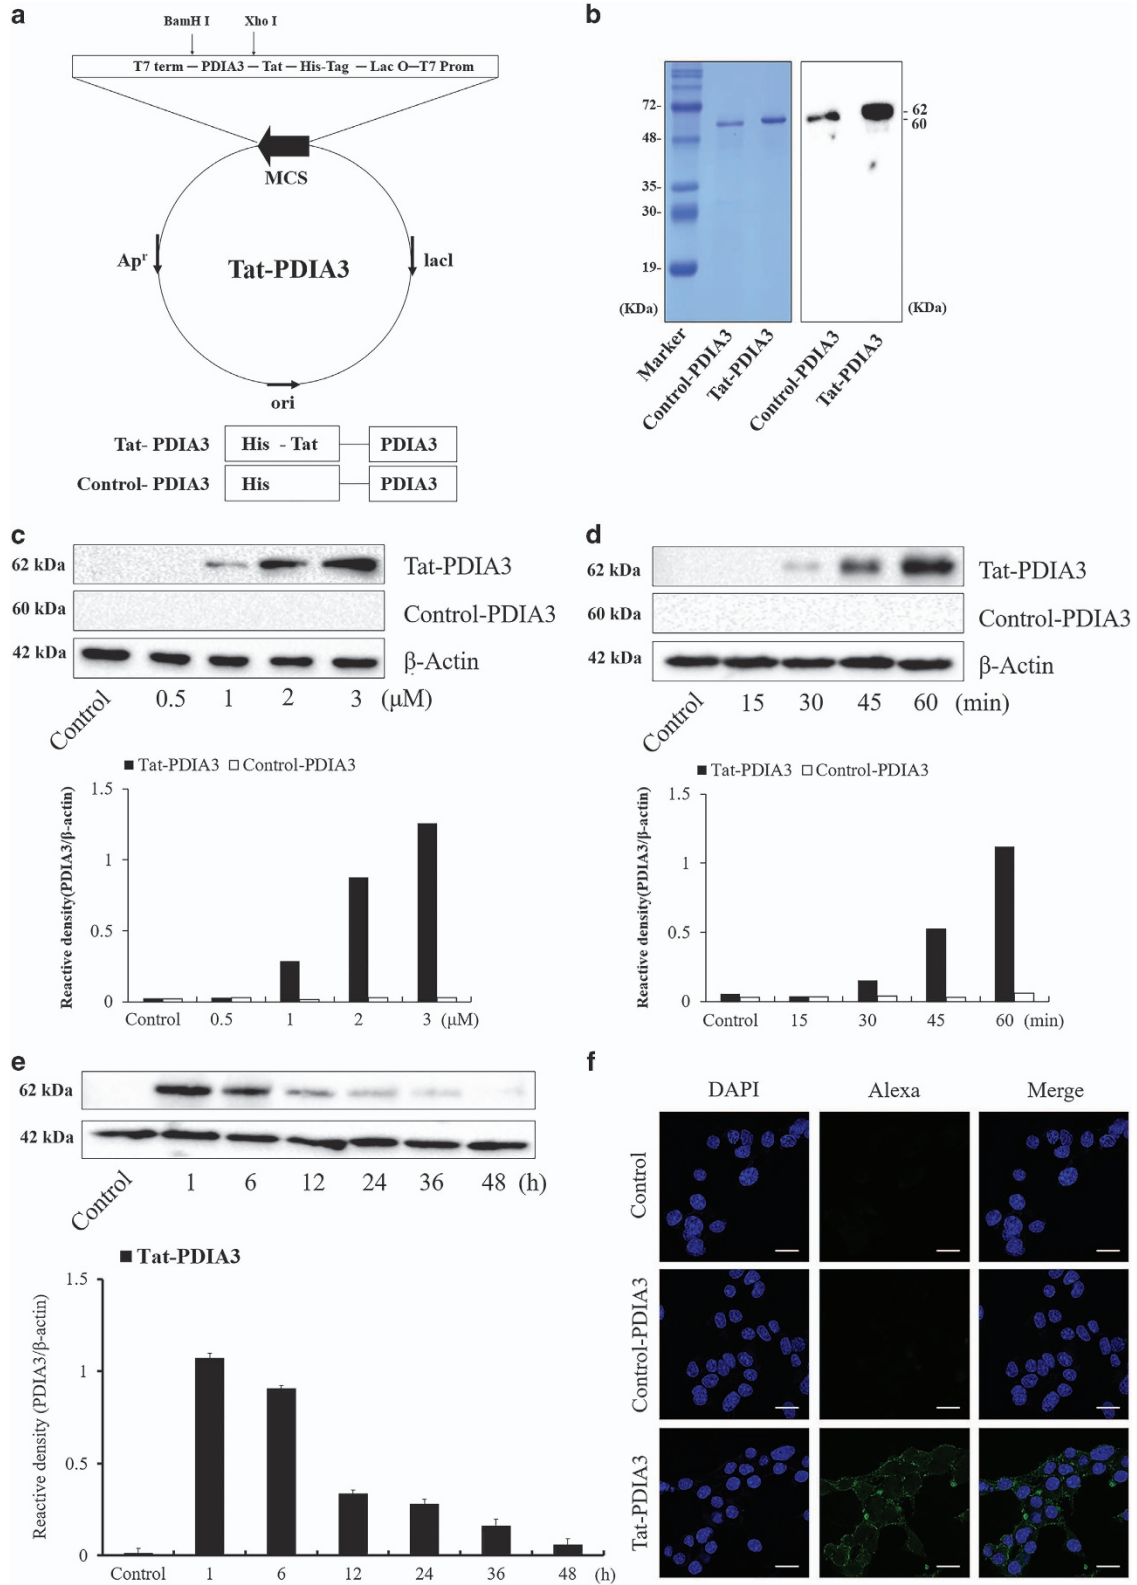 a
BamH I Xho I
T7 term — PDIA3 — Tat — His-Tag — Lac O—T7 Prom
MCS
Apʳ
Tat-PDIA3
lacI
ori
Tat- PDIA3 His - Tat PDIA3
Control- PDIA3 His PDIA3
b
72-
48-
35-
30-
19-
(KDa)
- 62
- 60
(KDa)
Marker
Control-PDIA3
Tat-PDIA3
Control-PDIA3
Tat-PDIA3
c
62 kDa Tat-PDIA3
60 kDa Control-PDIA3
42 kDa β-Actin
Control 0.5 1 2 3 (μM)
Tat-PDIA3 Control-PDIA3
Reactive density(PDIA3/β-actin)
1.5
1
0.5
0
Control 0.5 1 2 3 (μM)
d
62 kDa Tat-PDIA3
60 kDa Control-PDIA3
42 kDa β-Actin
Control 15 30 45 60 (min)
Tat-PDIA3 Control-PDIA3
Reactive density(PDIA3/β-actin)
1.5
1
0.5
0
Control 15 30 45 60 (min)
e
62 kDa
42 kDa
Control 1 6 12 24 36 48 (h)
Tat-PDIA3
Reactive density (PDIA3/β-actin)
1.5
1
0.5
0
Control 1 6 12 24 36 48 (h)
f
DAPI Alexa Merge
Control
Control-PDIA3
Tat-PDIA3